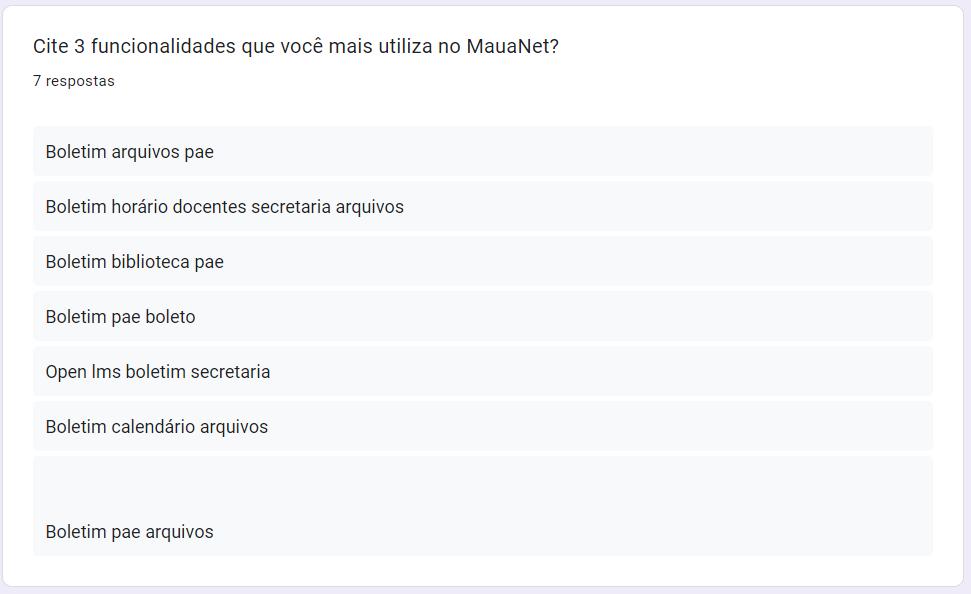 Cite 3 funcionalidades que você mais utiliza no MauaNet?
7 respostas
Boletim arquivos pae
Boletim horário docentes secretaria arquivos
Boletim biblioteca pae
Boletim pae boleto
Open lms boletim secretaria
Boletim calendário arquivos
Boletim pae arquivos